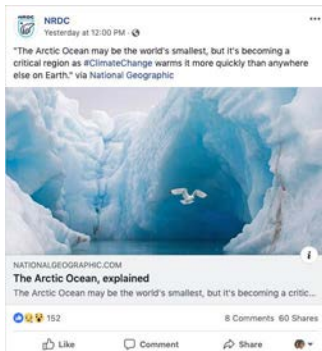 NRDC
NRDC
Yesterday at 12:00 PM ·
"The Arctic Ocean may be the world's smallest, but it's becoming a
critical region as #ClimateChange warms it more quickly than anywhere
else on Earth." via National Geographic
NATIONALGEOGRAPHIC.COM
The Arctic Ocean, explained
The Arctic Ocean may be the world's smallest, but it's becoming a critic...
152
8 Comments 60 Shares
Like Comment Share